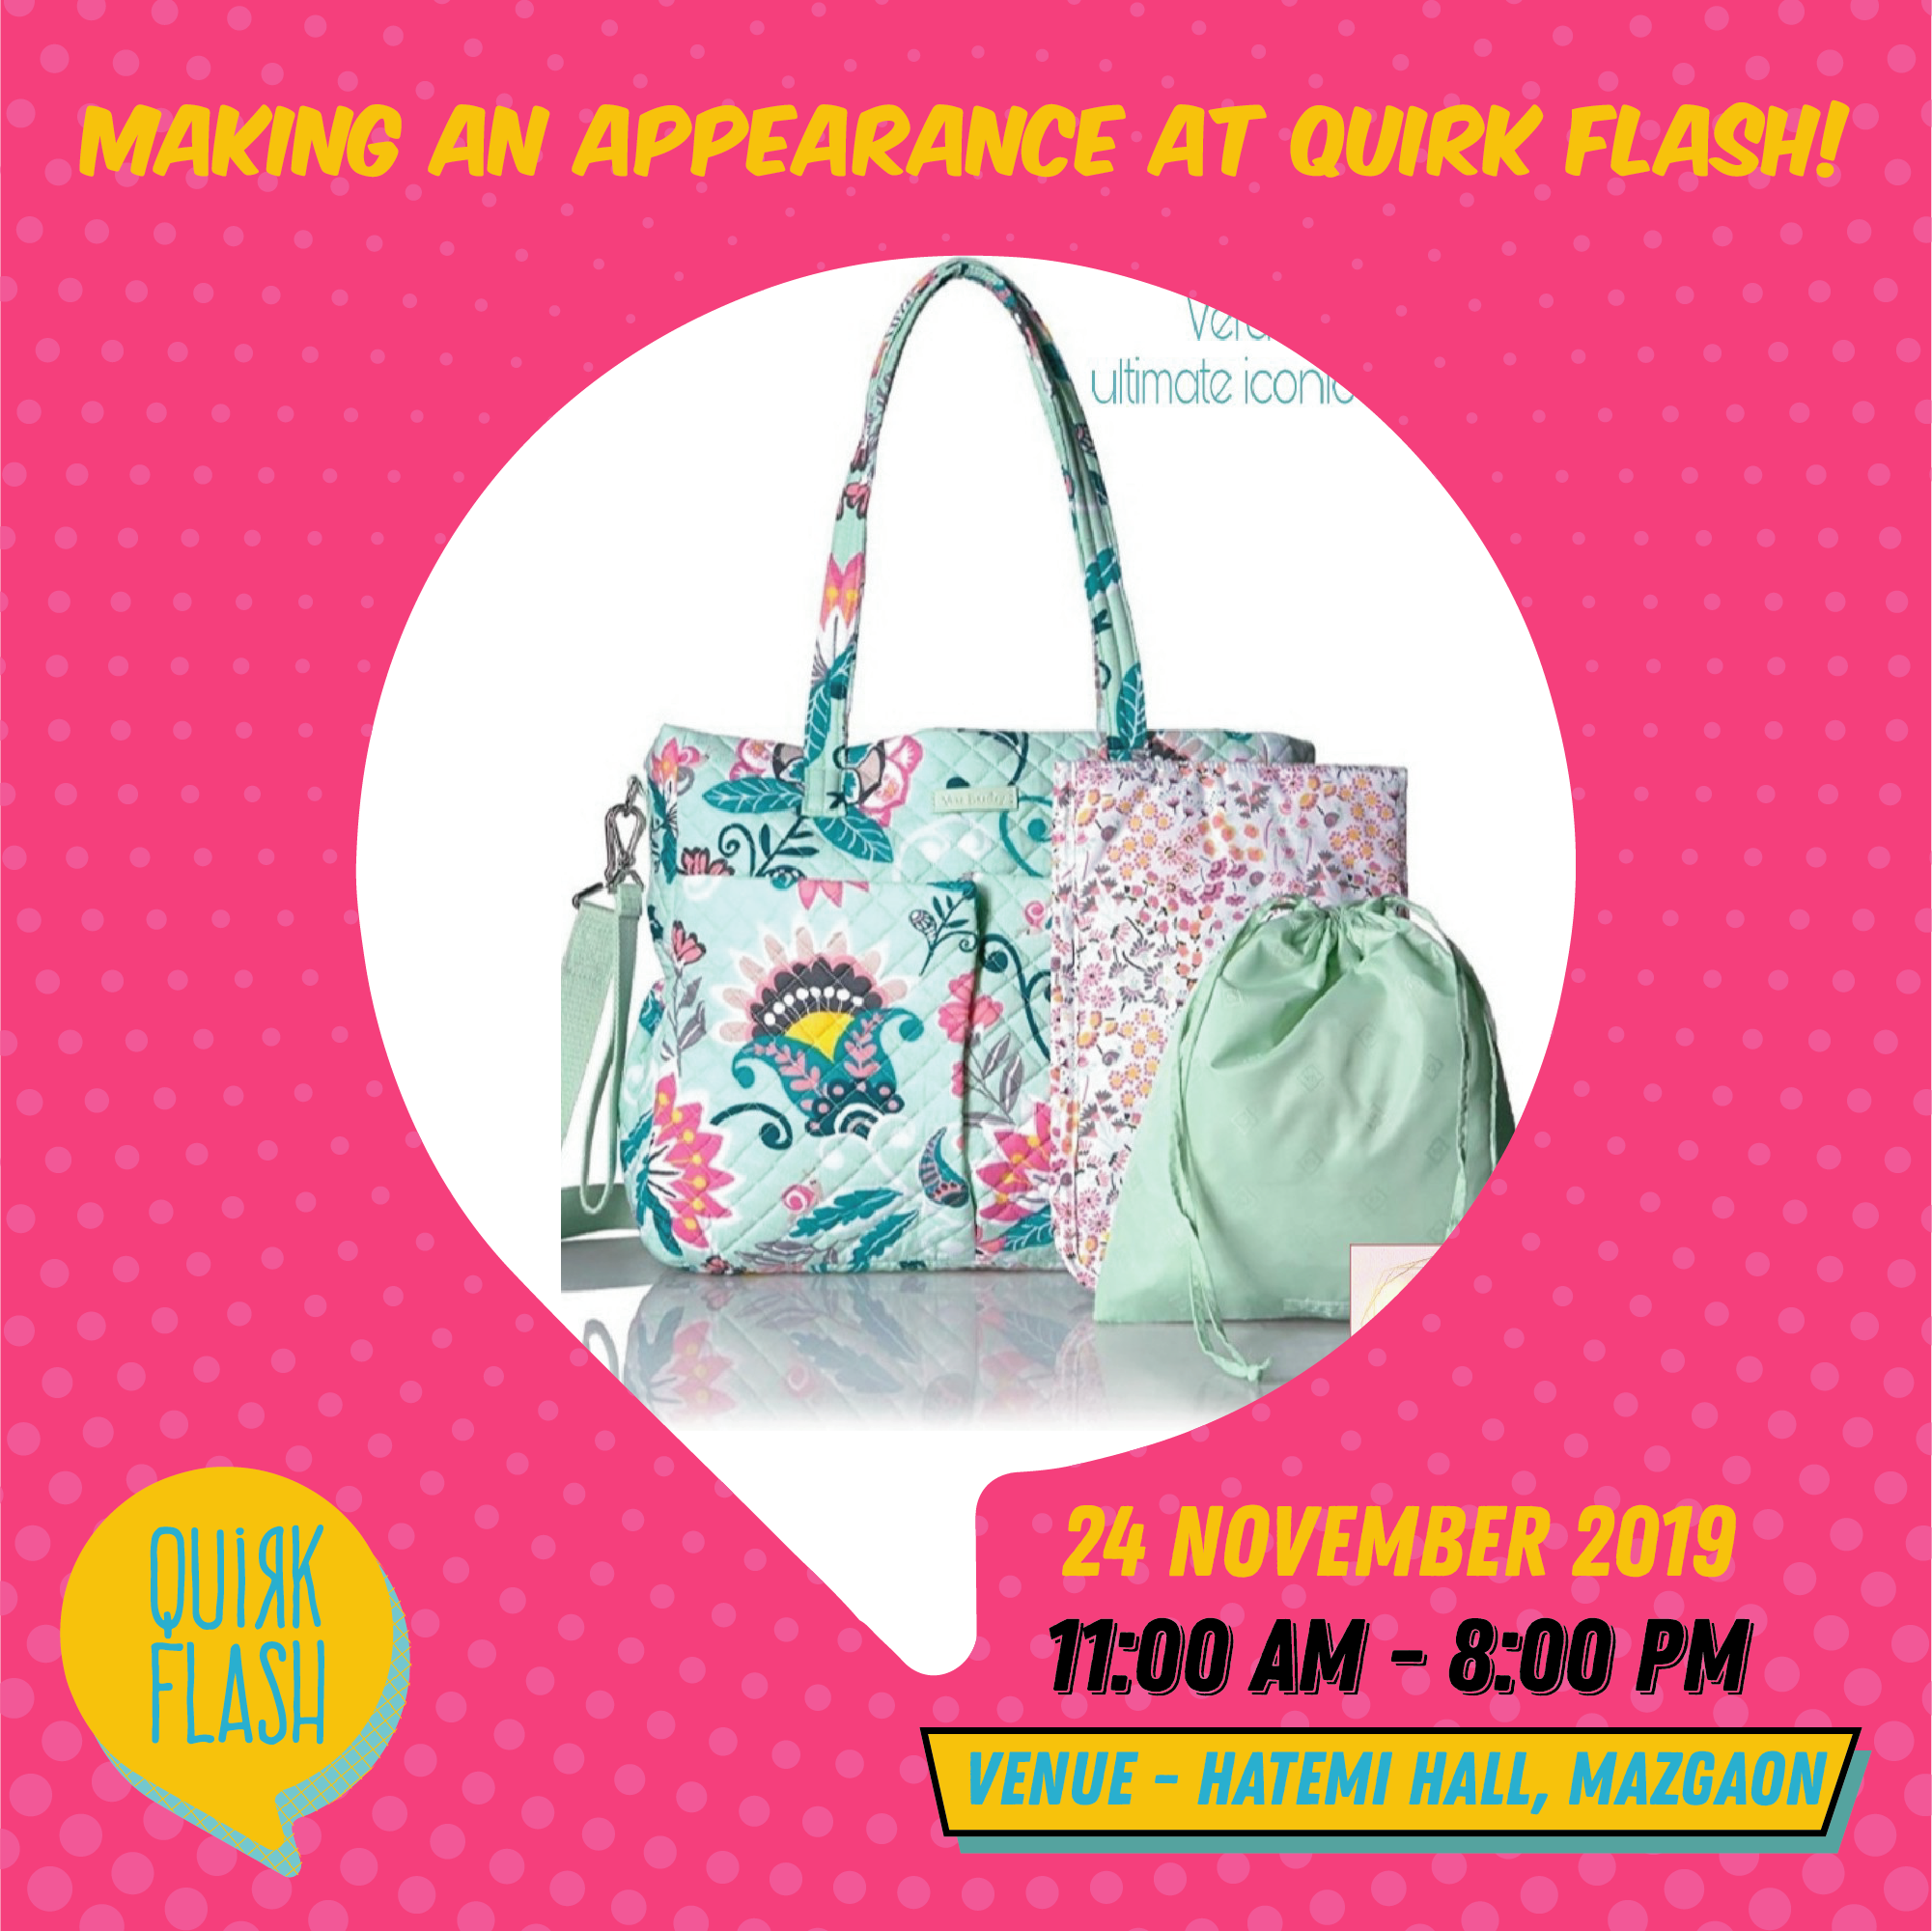 MAKING AN APPEARANCE AT QUIRK FLASH!
ultimate iconic
QUIRK
FLASH
24 NOVEMBER 2019
11:00 AM - 8:00 PM
VENUE - HATEMI HALL, MAZGAON